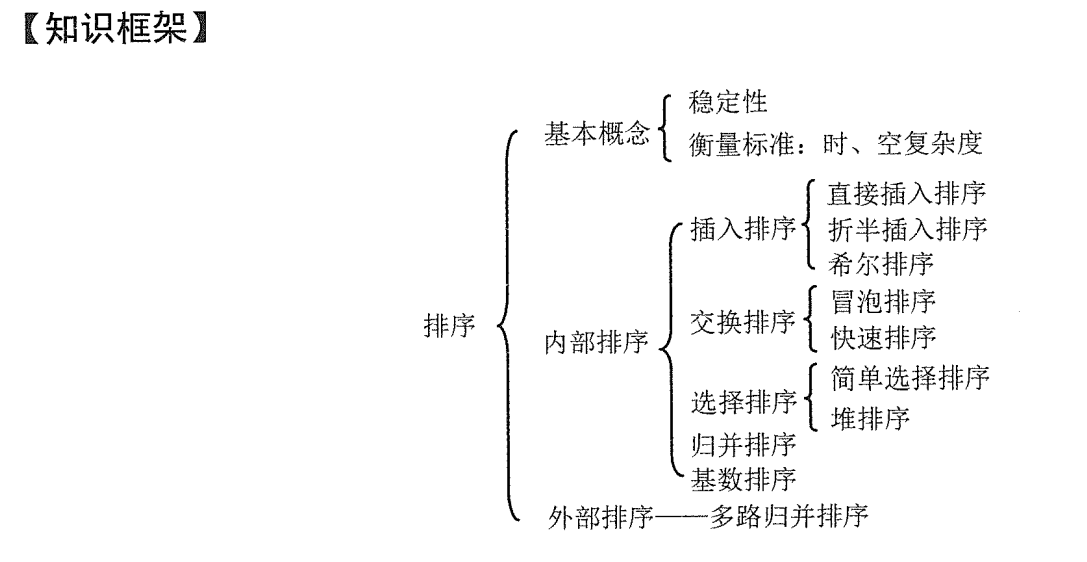 【知识框架】
稳定性
基本概念
衡量标准：时、空复杂度
直接插入排序
插入排序
折半插入排序
希尔排序
冒泡排序
交换排序
快速排序
排序
内部排序
简单选择排序
选择排序
堆排序
归并排序
基数排序
外部排序——多路归并排序